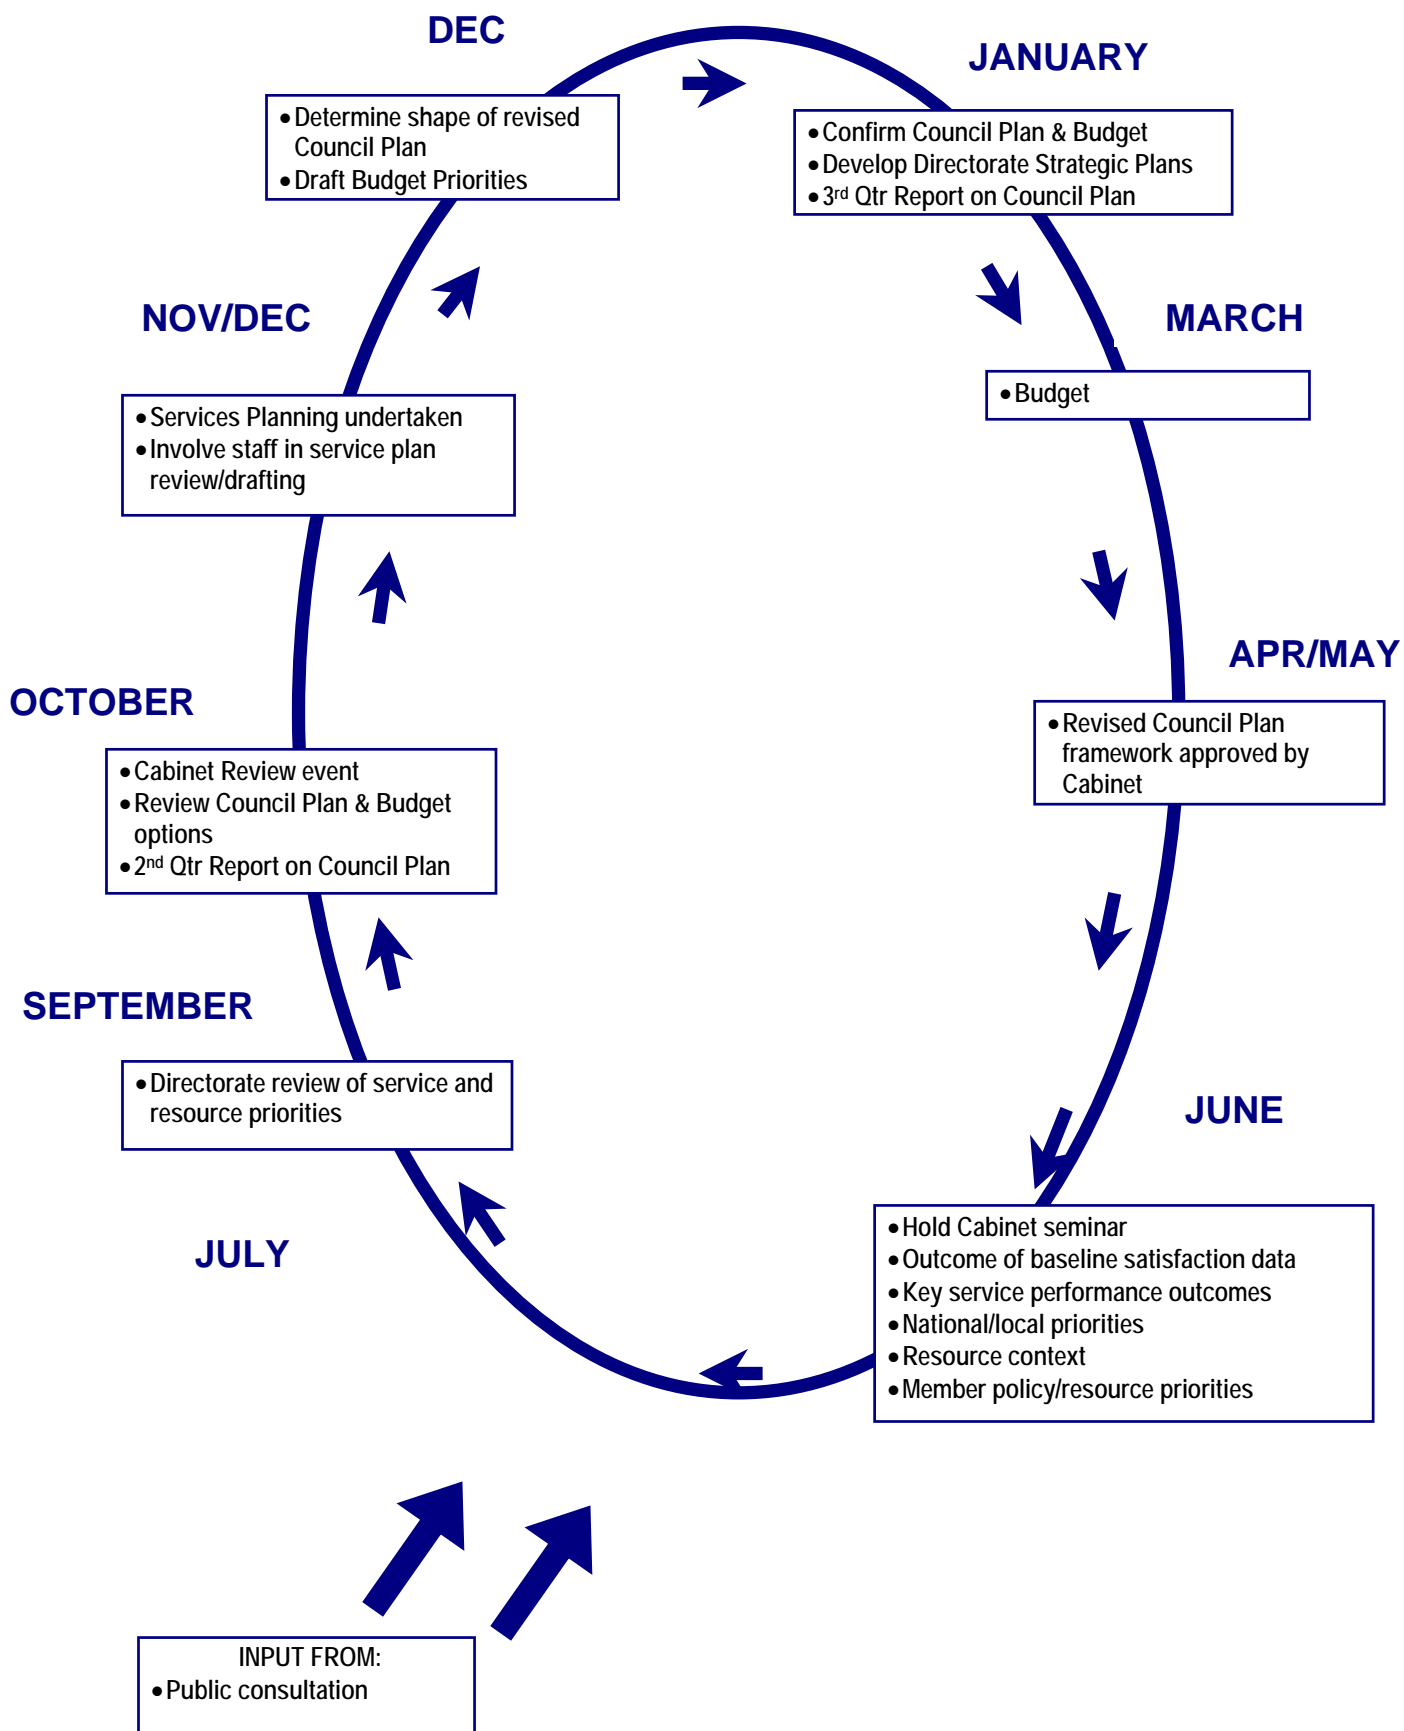 DEC
• Determine shape of revised
Council Plan
• Draft Budget Priorities
JANUARY
• Confirm Council Plan & Budget
• Develop Directorate Strategic Plans
• 3rd Qtr Report on Council Plan
MARCH
• Budget
APR/MAY
• Revised Council Plan
framework approved by
Cabinet
JUNE
• Hold Cabinet seminar
• Outcome of baseline satisfaction data
• Key service performance outcomes
• National/local priorities
• Resource context
• Member policy/resource priorities
JULY
SEPTEMBER
• Directorate review of service and
resource priorities
OCTOBER
• Cabinet Review event
• Review Council Plan & Budget
options
• 2nd Qtr Report on Council Plan
NOV/DEC
• Services Planning undertaken
• Involve staff in service plan
review/drafting
INPUT FROM:
• Public consultation